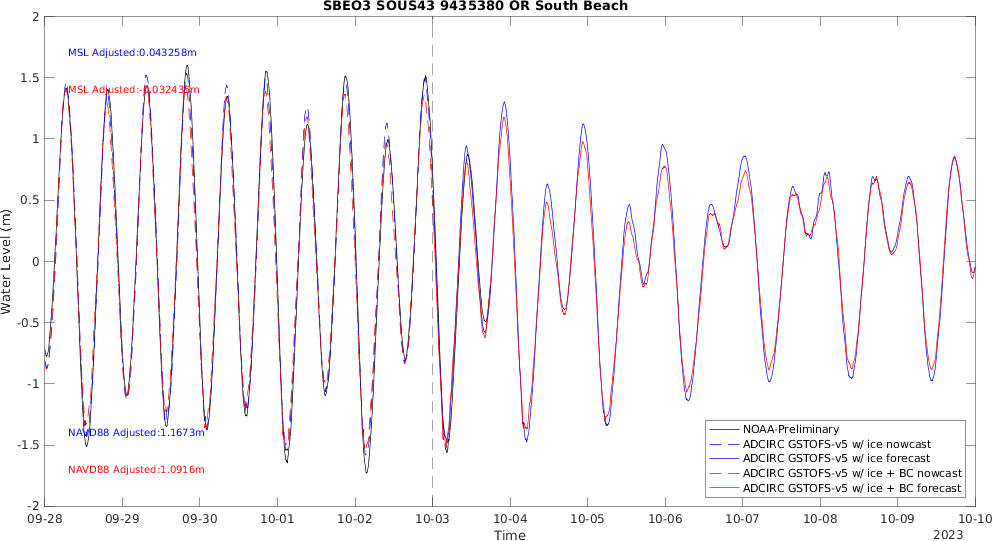 SBEO3 SOUS43 9435380 OR South Beach
2
1.5
1
0.5
0
-0.5
-1
-1.5
-2
Water Level (m)
MSL Adjusted:0.043258m
MSL Adjusted:-0.032435m
NAVD88 Adjusted:1.1673m
NAVD88 Adjusted:1.0916m
NOAA-Preliminary
ADCIRC GSTOFS-v5 w/ ice nowcast
ADCIRC GSTOFS-v5 w/ ice forecast
ADCIRC GSTOFS-v5 w/ ice + BC nowcast
ADCIRC GSTOFS-v5 w/ ice + BC forecast
09-28 09-29 09-30 10-01 10-02 10-03 10-04 10-05 10-06 10-07 10-08 10-09 10-10
Time
2023